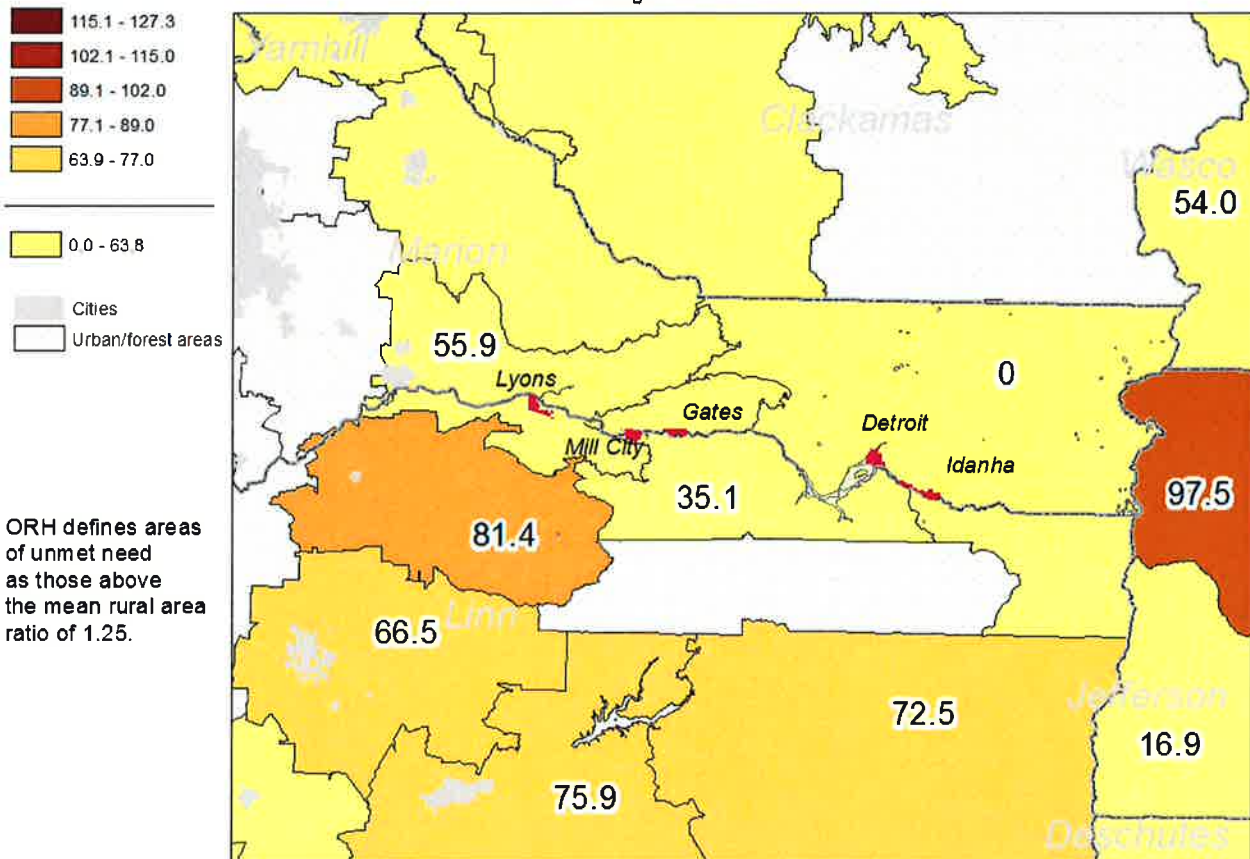 115.1 - 127.3
102.1 - 115.0
89.1 - 102.0
77.1 - 89.0
63.9 - 77.0
0.0 - 63.8
Cities
Urban/forest areas
ORH defines areas
of unmet need
as those above
the mean rural area
ratio of 1.25.
Yamhill
Clackamas
Wasco
54.0
Marion
55.9
0
Lyons
Gates
Detroit
Mill City
Idanha
35.1
97.5
81.4
Linn
66.5
72.5
Jefferson
16.9
75.9
Deschutes